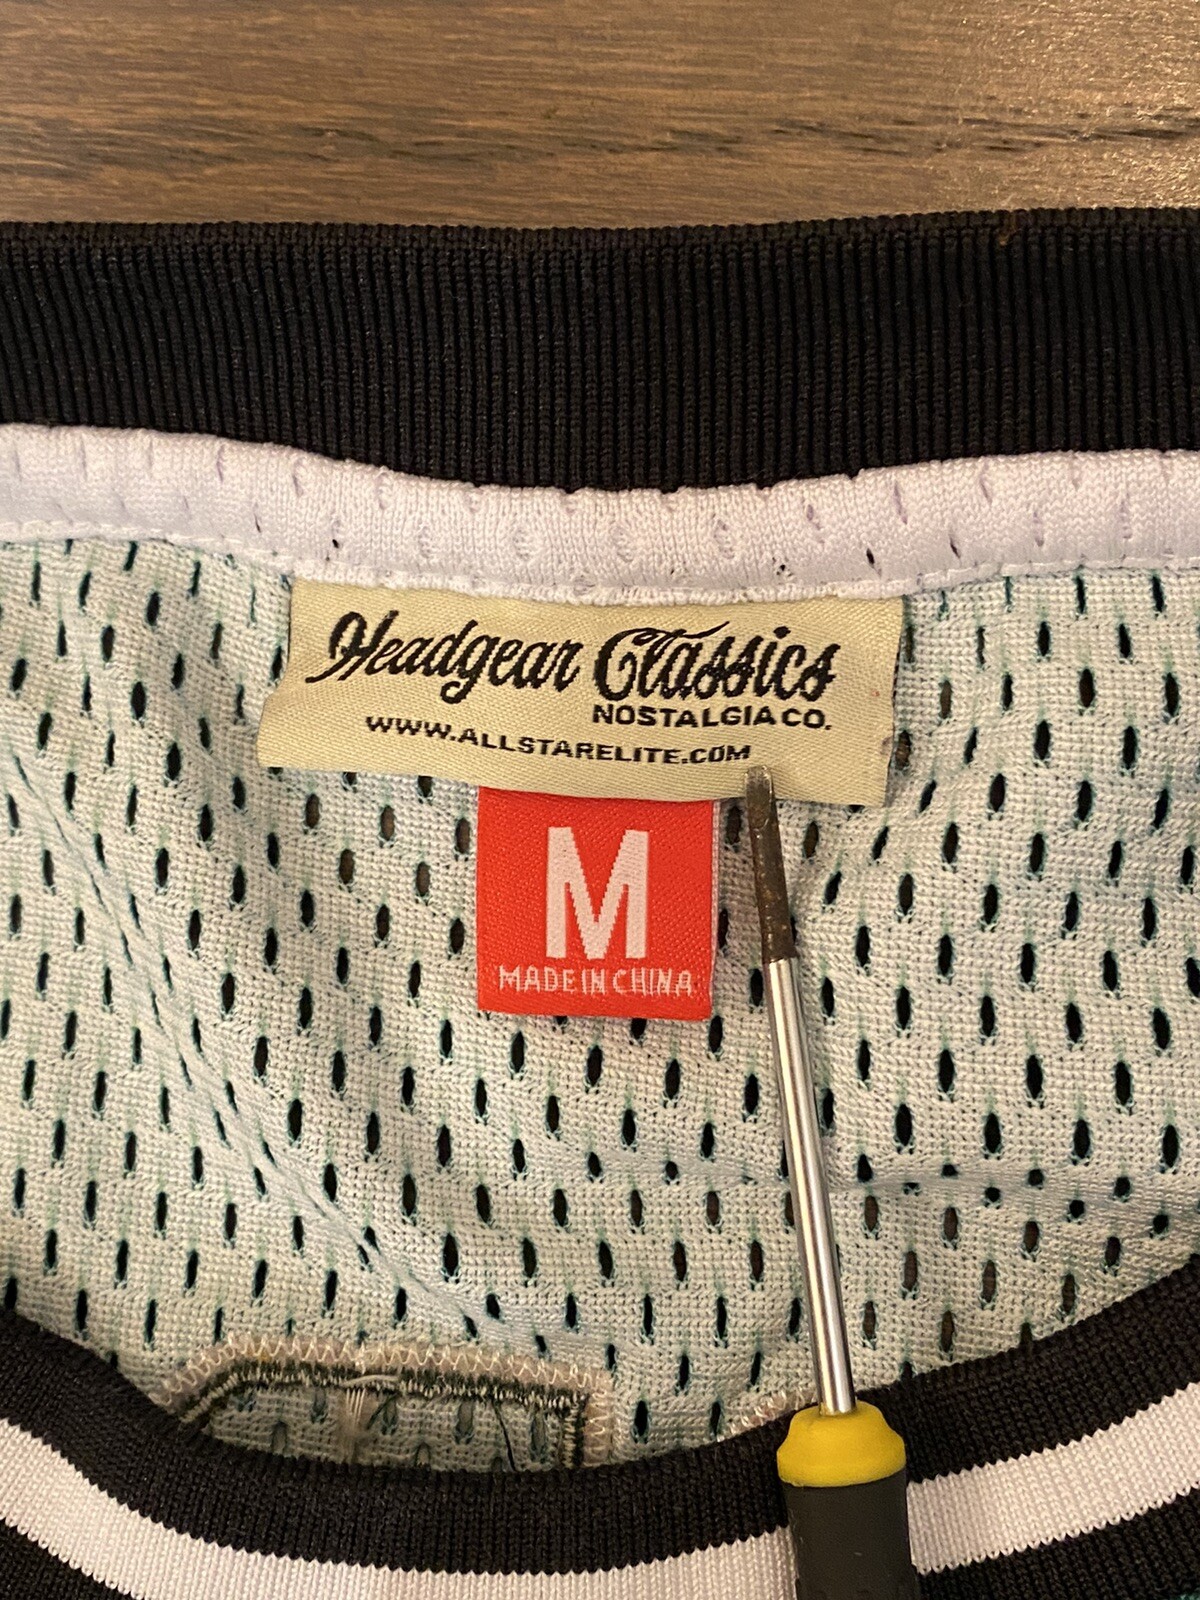 Headgear Classics
NOSTALGIA CO.
WWW.ALLSTARELITE.COM
M
MADE IN CHINA